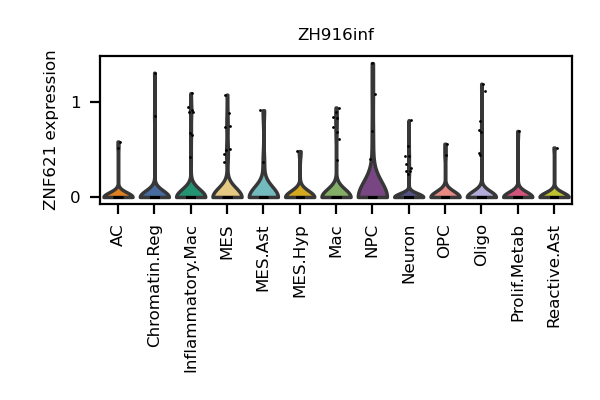 ZH916inf
ZNF621 expression
1
0
AC
Chromatin.Reg
Inflammatory.Mac
MES
MES.Ast
MES.Hyp
Mac
NPC
Neuron
OPC
Oligo
Prolif.Metab
Reactive.Ast